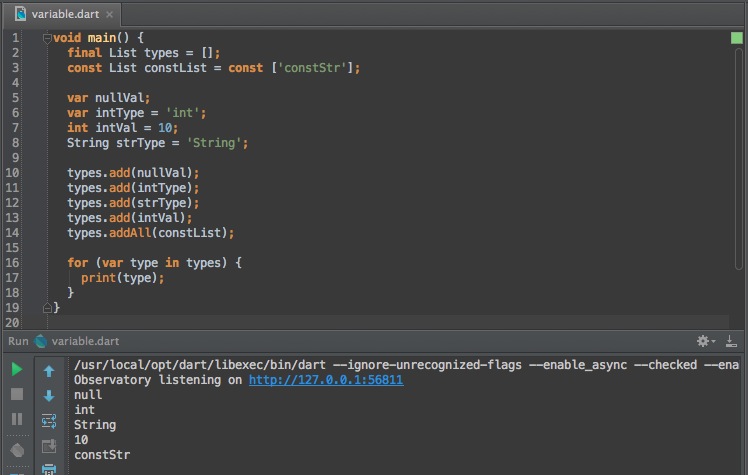 variable.dart
1 void main() {
2 final List types = [];
3 const List constList = const ['constStr'];
4
5 var nullVal;
6 var intType = 'int';
7 int intVal = 10;
8 String strType = 'String';
9
10 types.add(nullVal);
11 types.add(intType);
12 types.add(strType);
13 types.add(intVal);
14 types.addAll(constList);
15
16 for (var type in types) {
17 print(type);
18 }
19 }
20
Run variable.dart
/usr/local/opt/dart/libexec/bin/dart --ignore-unrecognized-flags --enable_async --checked --ena
Observatory listening on http://127.0.0.1:56811
null
int
String
10
constStr